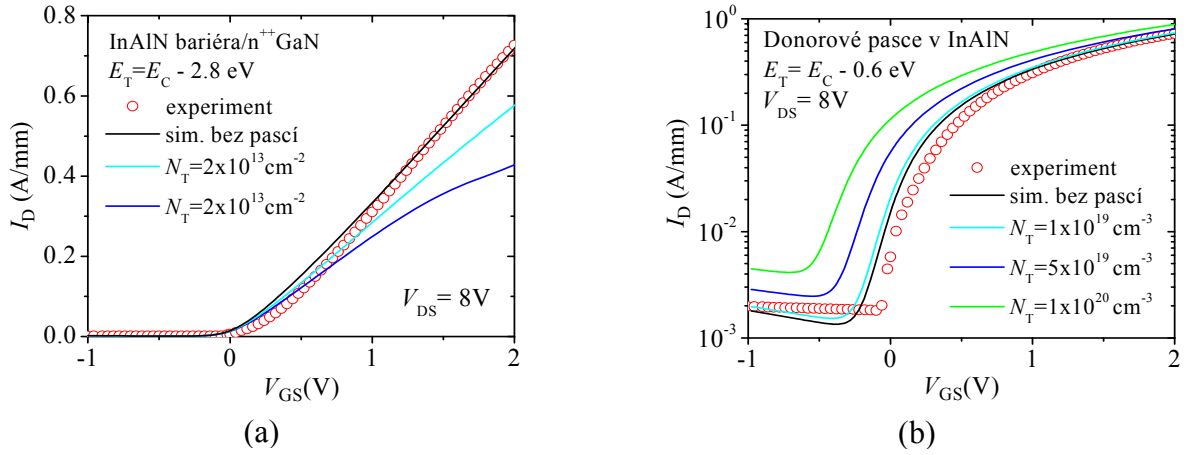 0.8
0.6
0.4
0.2
0.0
-1
0
1
2
I_D (A/mm)
V_GS(V)
InAlN bariéra/n⁺⁺GaN
E_T=E_C - 2.8 eV
experiment
sim. bez pascí
N_T=2x10¹³cm⁻²
N_T=2x10¹³cm⁻²
V_DS= 8V
(a)
10⁰
10⁻¹
10⁻²
10⁻³
-1
0
1
2
I_D (A/mm)
V_GS(V)
Donorové pasce v InAlN
E_T= E_C - 0.6 eV
V_DS= 8V
experiment
sim. bez pascí
N_T=1x10¹⁹ cm⁻³
N_T=5x10¹⁹ cm⁻³
N_T=1x10²⁰ cm⁻³
(b)